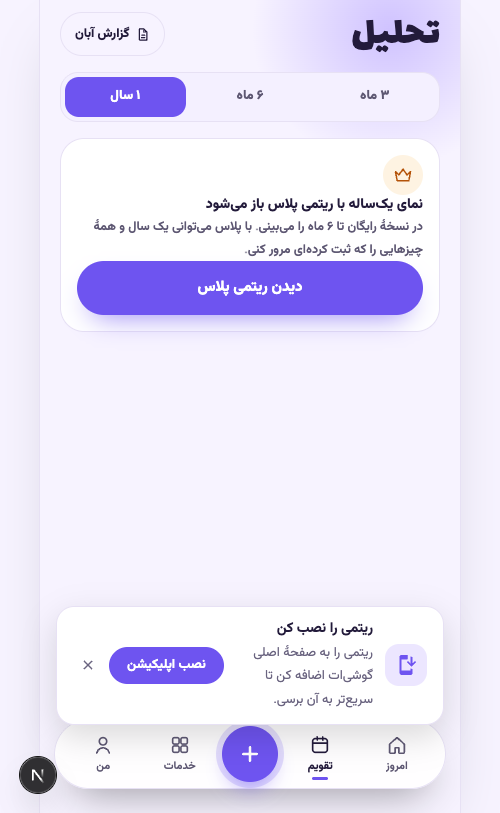 تحلیل
گزارش آبان
۳ ماه
۶ ماه
۱ سال
نمای یک‌ساله با ریتمی پلاس باز می‌شود
در نسخهٔ رایگان تا ۶ ماه را می‌بینی. با پلاس می‌توانی یک سال و همهٔ
چیزهایی را که ثبت کرده‌ای مرور کنی.
دیدن ریتمی پلاس
ریتمی را نصب کن
ریتمی را به صفحهٔ اصلی
گوشی‌ات اضافه کن تا
سریع‌تر به آن برسی.
نصب اپلیکیشن
امروز
تقویم
خدمات
من
N